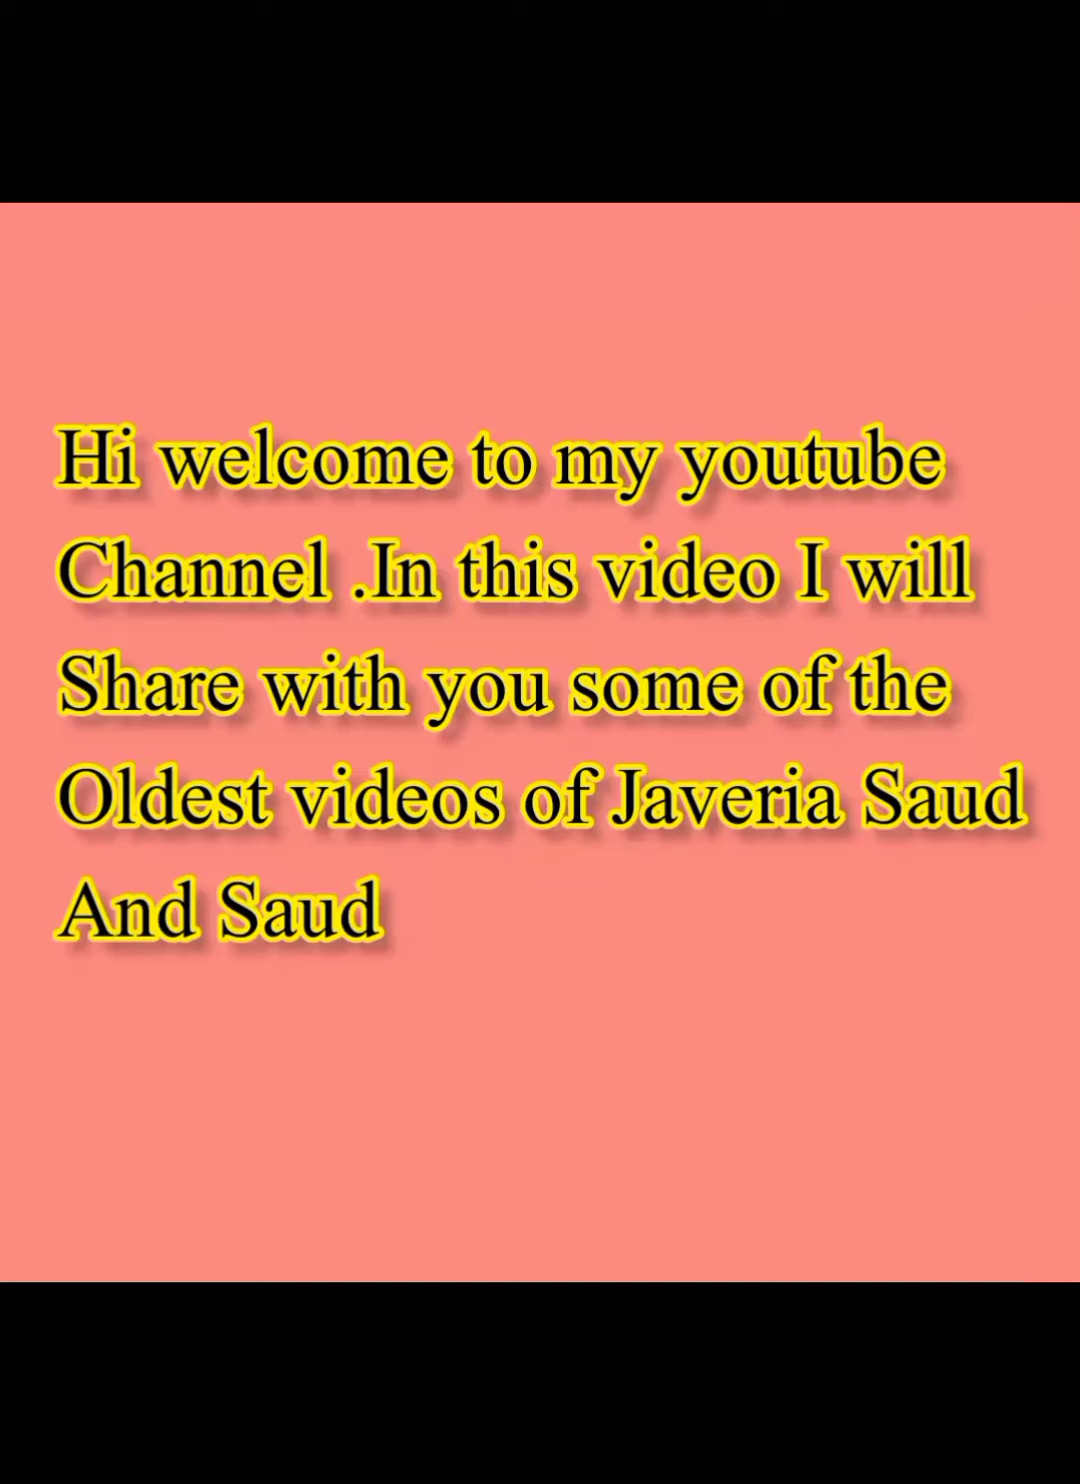 Hi welcome to my youtube
Channel .In this video I will
Share with you some of the
Oldest videos of Javeria Saud
And Saud